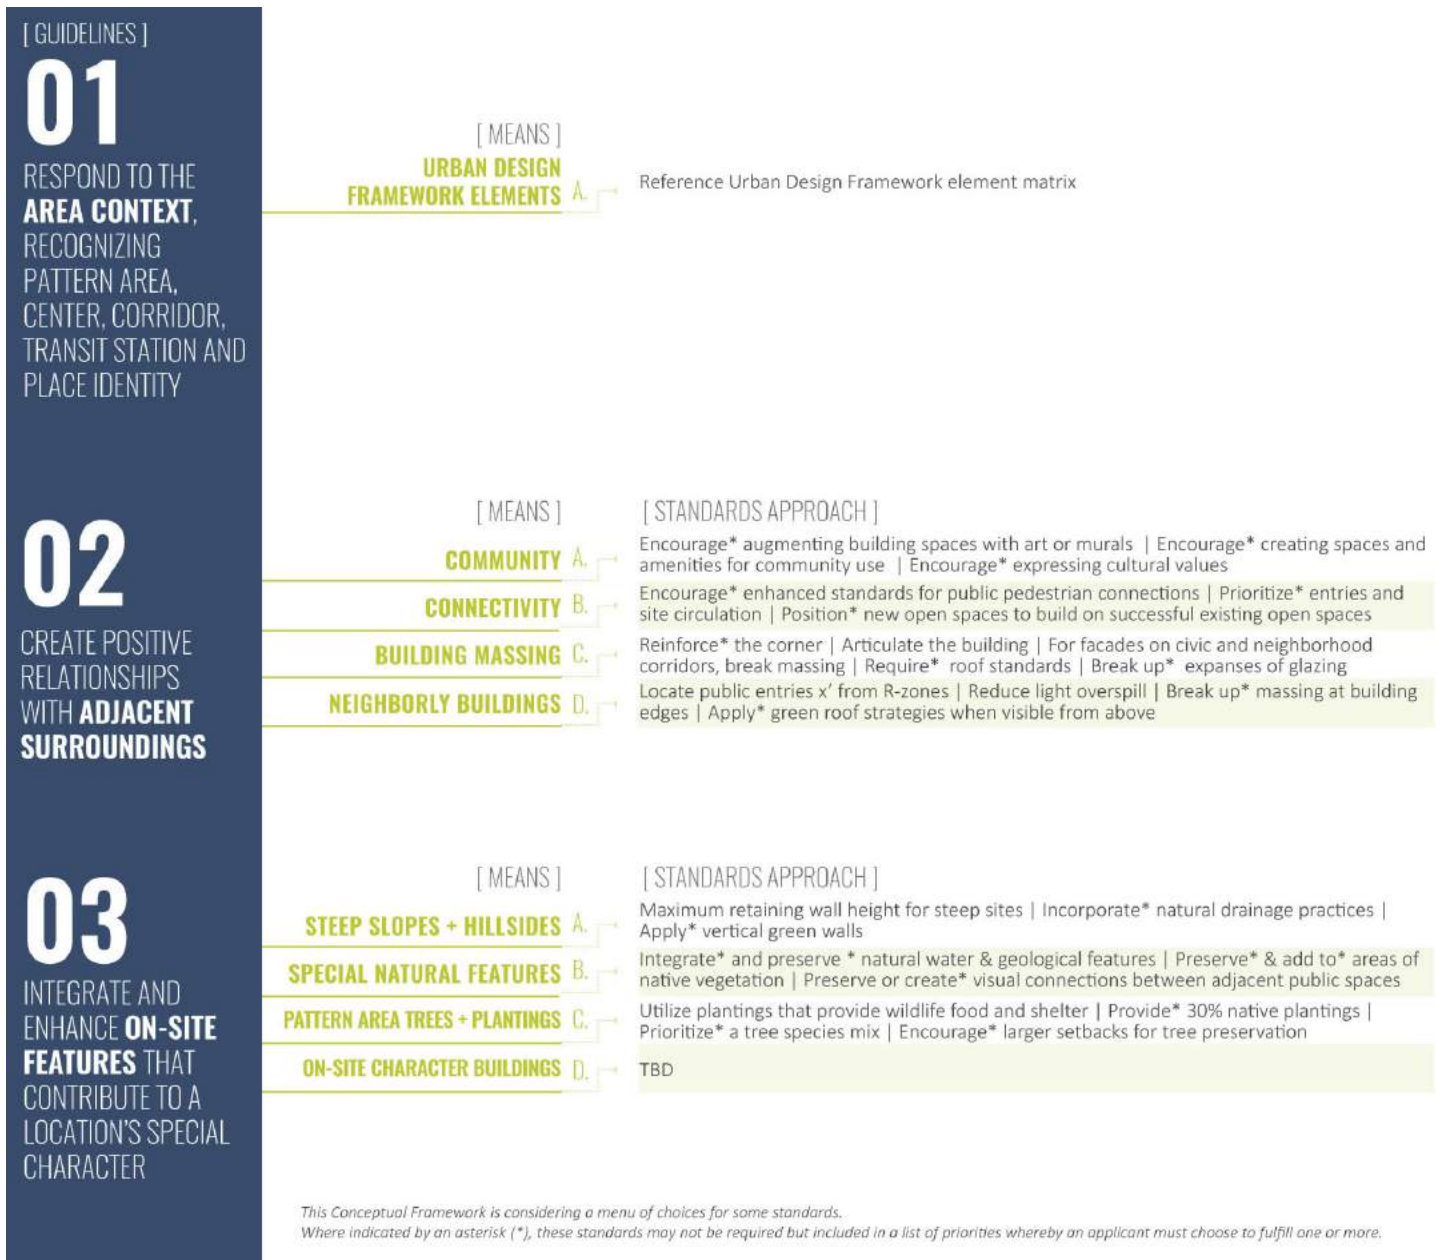 [ GUIDELINES ]
01
RESPOND TO THE
AREA CONTEXT,
RECOGNIZING
PATTERN AREA,
CENTER, CORRIDOR,
TRANSIT STATION AND
PLACE IDENTITY
[ MEANS ]
URBAN DESIGN
FRAMEWORK ELEMENTS A.
Reference Urban Design Framework element matrix
02
CREATE POSITIVE
RELATIONSHIPS
WITH ADJACENT
SURROUNDINGS
[ MEANS ]
[ STANDARDS APPROACH ]
COMMUNITY A.
Encourage* augmenting building spaces with art or murals | Encourage* creating spaces and
amenities for community use | Encourage* expressing cultural values
CONNECTIVITY B.
Encourage* enhanced standards for public pedestrian connections | Prioritize* entries and
site circulation | Position* new open spaces to build on successful existing open spaces
BUILDING MASSING C.
Reinforce* the corner | Articulate the building | For facades on civic and neighborhood
corridors, break massing | Require* roof standards | Break up* expanses of glazing
NEIGHBORLY BUILDINGS D.
Locate public entries x' from R-zones | Reduce light overspill | Break up* massing at building
edges | Apply* green roof strategies when visible from above
03
INTEGRATE AND
ENHANCE ON-SITE
FEATURES THAT
CONTRIBUTE TO A
LOCATION'S SPECIAL
CHARACTER
[ MEANS ]
[ STANDARDS APPROACH ]
STEEP SLOPES + HILLSIDES A.
Maximum retaining wall height for steep sites | Incorporate* natural drainage practices |
Apply* vertical green walls
SPECIAL NATURAL FEATURES B.
Integrate* and preserve * natural water & geological features | Preserve* & add to* areas of
native vegetation | Preserve or create* visual connections between adjacent public spaces
PATTERN AREA TREES + PLANTINGS C.
Utilize plantings that provide wildlife food and shelter | Provide* 30% native plantings |
Prioritize* a tree species mix | Encourage* larger setbacks for tree preservation
ON-SITE CHARACTER BUILDINGS D.
TBD
This Conceptual Framework is considering a menu of choices for some standards.
Where indicated by an asterisk (*), these standards may not be required but included in a list of priorities whereby an applicant must choose to fulfill one or more.